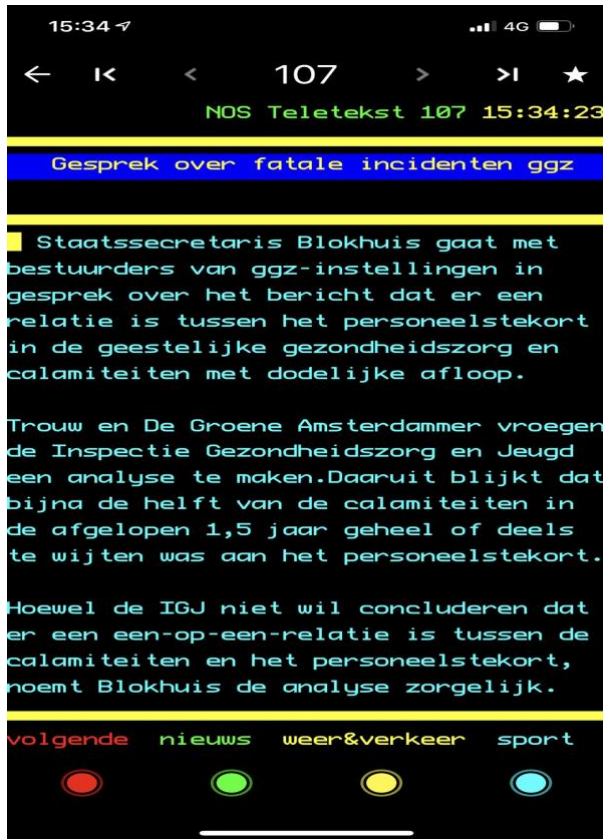 15:34
4G
107
NOS Teletekst 107 15:34:23
Gesprek over fatale incidenten ggz
Staatssecretaris Blokhuis gaat met
bestuurders van ggz-instellingen in
gesprek over het bericht dat er een
relatie is tussen het personeelstekort
in de geestelijke gezondheidszorg en
calamiteiten met dodelijke afloop.
Trouw en De Groene Amsterdammer vroegen
de Inspectie Gezondheidszorg en Jeugd
een analyse te maken.Daaruit blijkt dat
bijna de helft van de calamiteiten in
de afgelopen 1,5 jaar geheel of deels
te wijten was aan het personeelstekort.
Hoewel de IGJ niet wil concluderen dat
er een een-op-een-relatie is tussen de
calamiteiten en het personeelstekort,
noemt Blokhuis de analyse zorgelijk.
volgende nieuws weer&verkeer sport